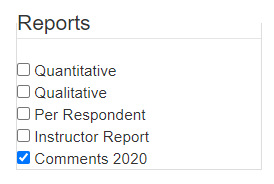 Reports
Quantitative
Qualitative
Per Respondent
Instructor Report
Comments 2020